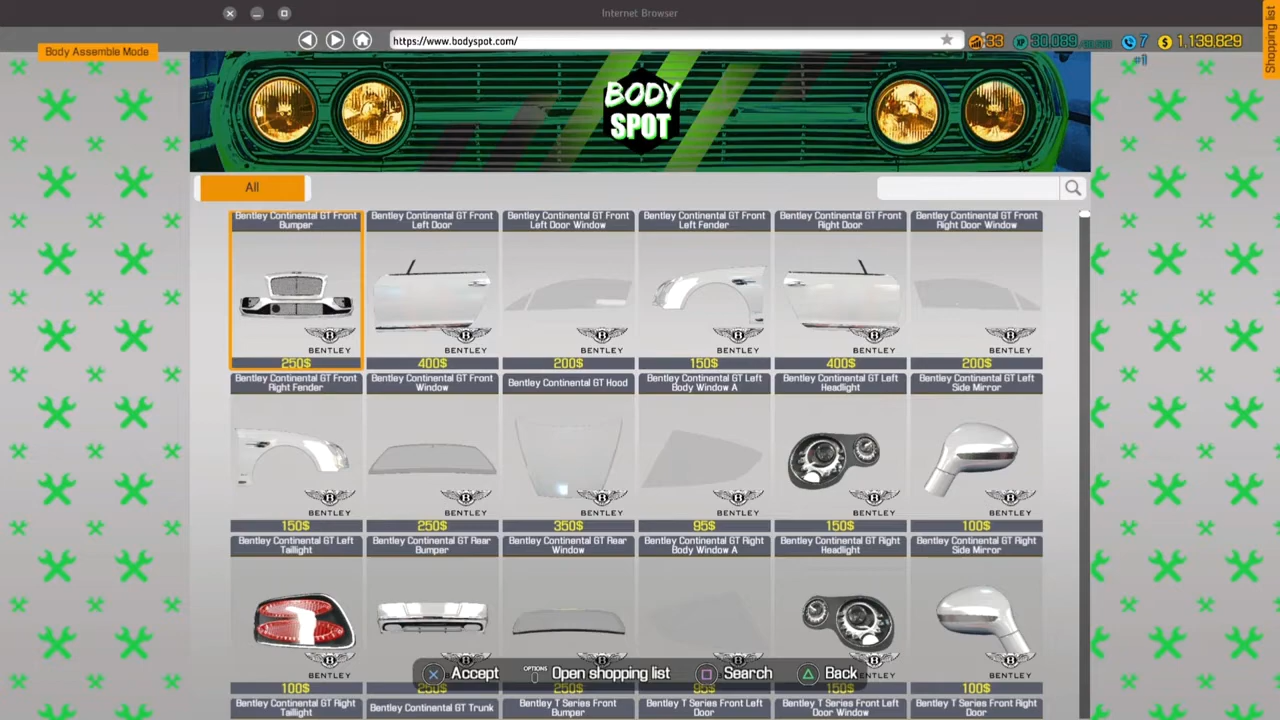 Internet Browser
Shopping list
https://www.bodyspot.com/
33
30,089
7
$ 1,139,829
+1
Body Assemble Mode
BODY
SPOT
All
Bentley Continental GT Front
Bumper
Bentley Continental GT Front
Left Door
Bentley Continental GT Front
Left Door Window
Bentley Continental GT Front
Left Fender
Bentley Continental GT Front
Right Door
Bentley Continental GT Front
Right Door Window
B
BENTLEY
B
BENTLEY
B
BENTLEY
B
BENTLEY
B
BENTLEY
B
BENTLEY
250$
400$
200$
150$
400$
200$
Bentley Continental GT Front
Right Fender
Bentley Continental GT Front
Window
Bentley Continental GT Hood
Bentley Continental GT Left
Body Window A
Bentley Continental GT Left
Headlight
Bentley Continental GT Left
Side Mirror
B
BENTLEY
B
BENTLEY
B
BENTLEY
B
BENTLEY
B
BENTLEY
B
BENTLEY
150$
250$
350$
95$
150$
100$
Bentley Continental GT Left
Taillight
Bentley Continental GT Rear
Bumper
Bentley Continental GT Rear
Window
Bentley Continental GT Right
Body Window A
Bentley Continental GT Right
Headlight
Bentley Continental GT Right
Side Mirror
B
BENTLEY
B
BENTLEY
Accept
OPTIONS
Open shopping list
Search
Back
100$
250$
250$
95$
150$
100$
Bentley Continental GT Right
Taillight
Bentley Continental GT Trunk
Bentley T Series Front
Bumper
Bentley T Series Front Left
Door
Bentley T Series Front Left
Door Window
Bentley T Series Front Right
Door